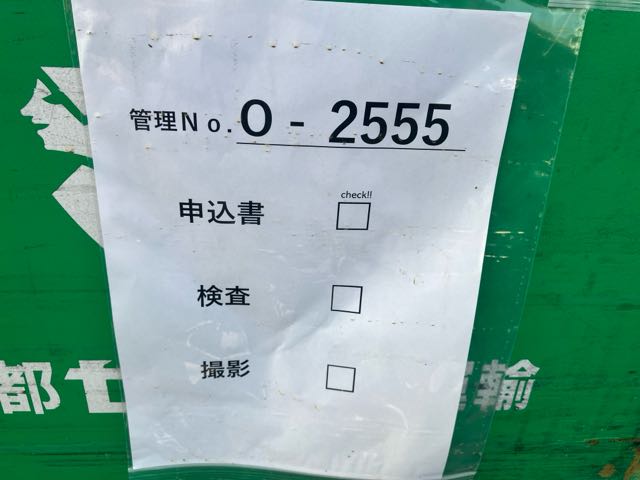 管理No. O - 2555
check!!
申込書 □
検査 □
撮影 □
都 輸